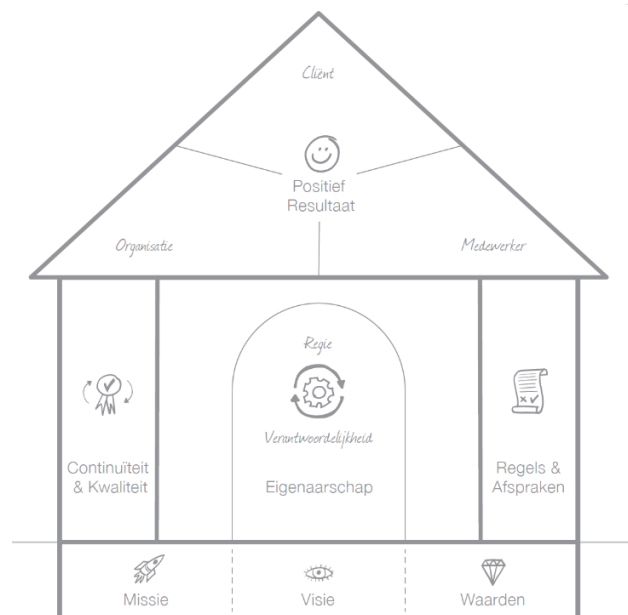 Cliënt
Positief
Resultaat
Organisatie
Medewerker
Regie
Verantwoordelijkheid
Eigenaarschap
Continuïteit
& Kwaliteit
Regels &
Afspraken
Missie
Visie
Waarden